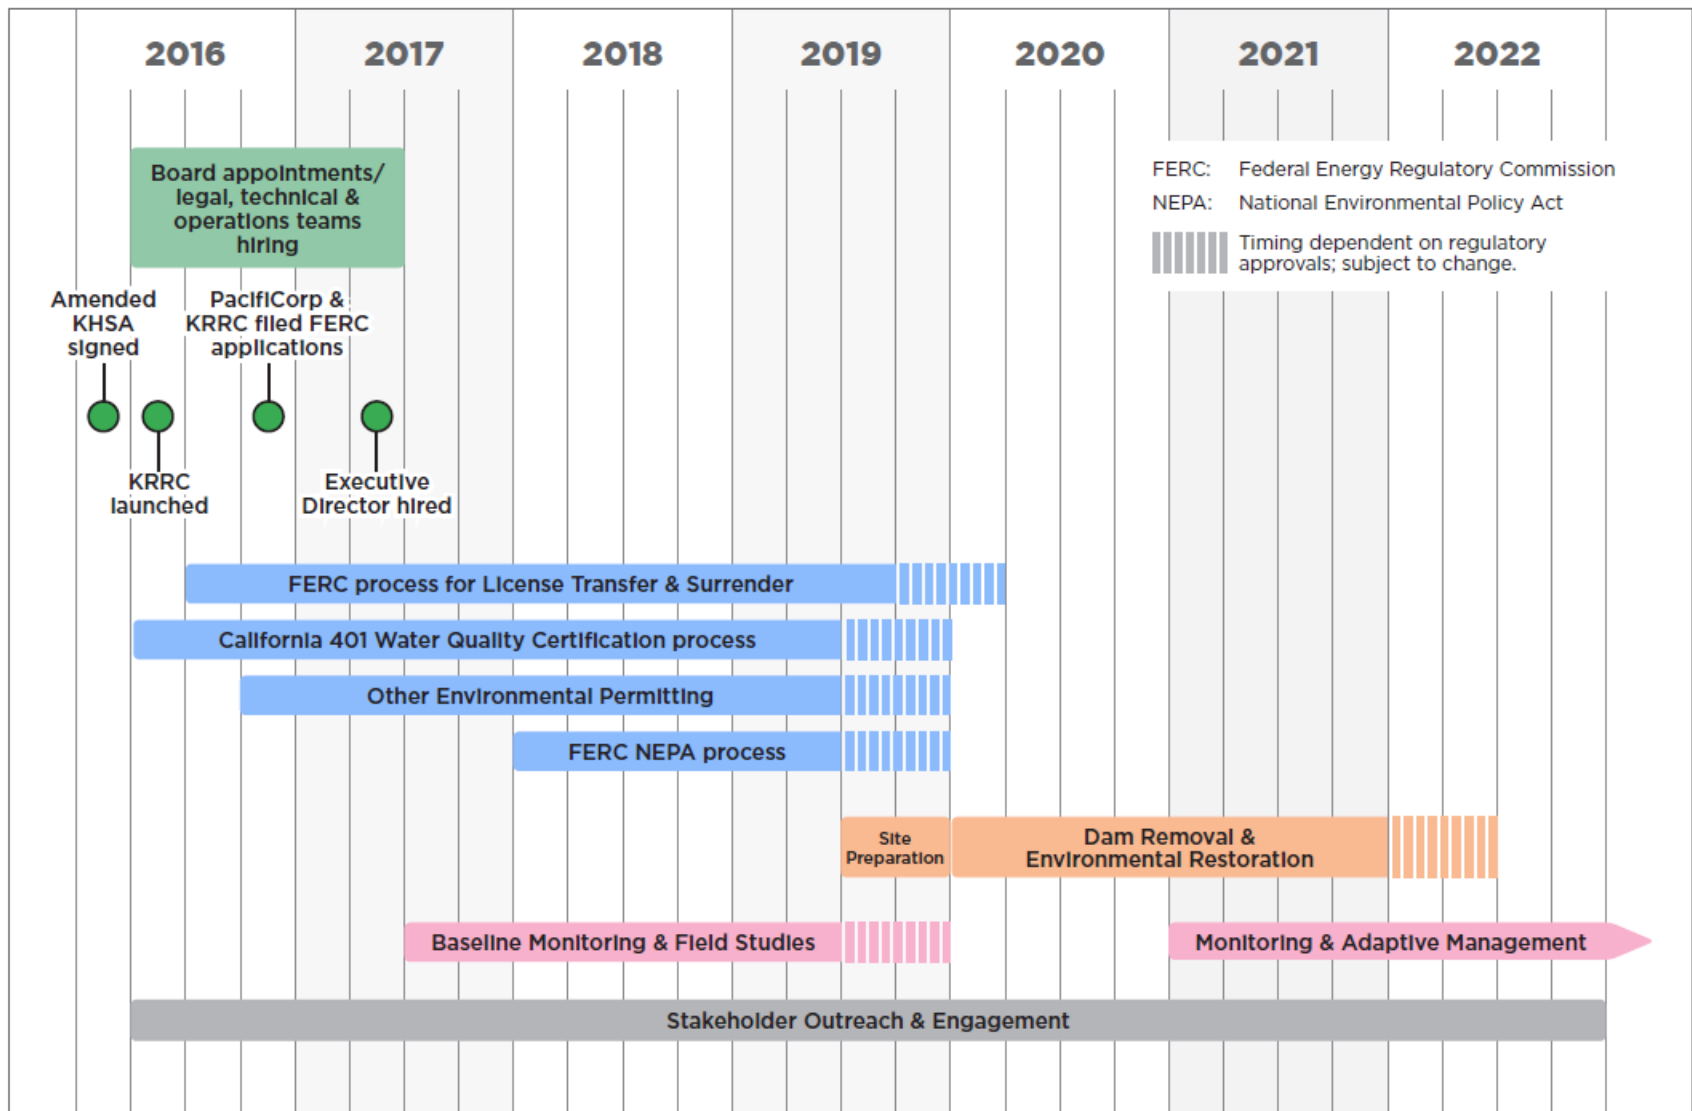 2016
2017
2018
2019
2020
2021
2022
Board appointments/
legal, technical &
operations teams
hiring
FERC: Federal Energy Regulatory Commission
NEPA: National Environmental Policy Act
Timing dependent on regulatory
approvals; subject to change.
Amended
KHSA
signed
PacifiCorp &
KRRC filed FERC
applications
KRRC
launched
Executive
Director hired
FERC process for License Transfer & Surrender
California 401 Water Quality Certification process
Other Environmental Permitting
FERC NEPA process
Site
Preparation
Dam Removal &
Environmental Restoration
Baseline Monitoring & Field Studies
Monitoring & Adaptive Management
Stakeholder Outreach & Engagement